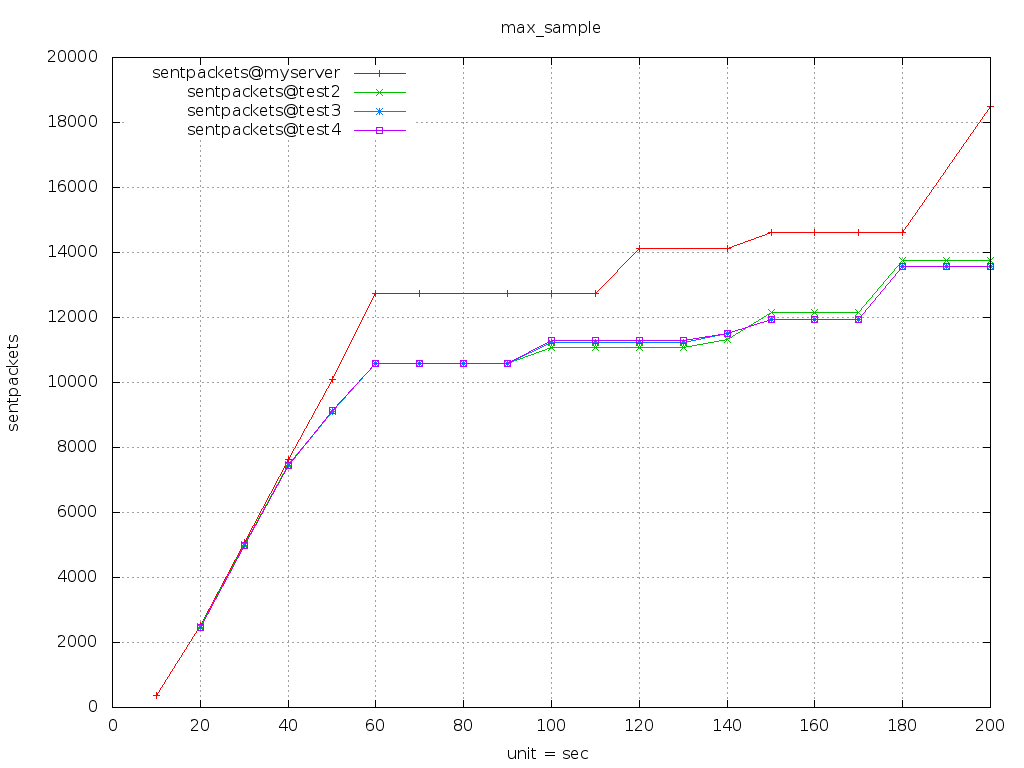 max_sample
20000
18000
16000
14000
12000
10000
8000
6000
4000
2000
0
sentpackets
sentpackets@myserver
sentpackets@test2
sentpackets@test3
sentpackets@test4
0 20 40 60 80 100 120 140 160 180 200
unit = sec